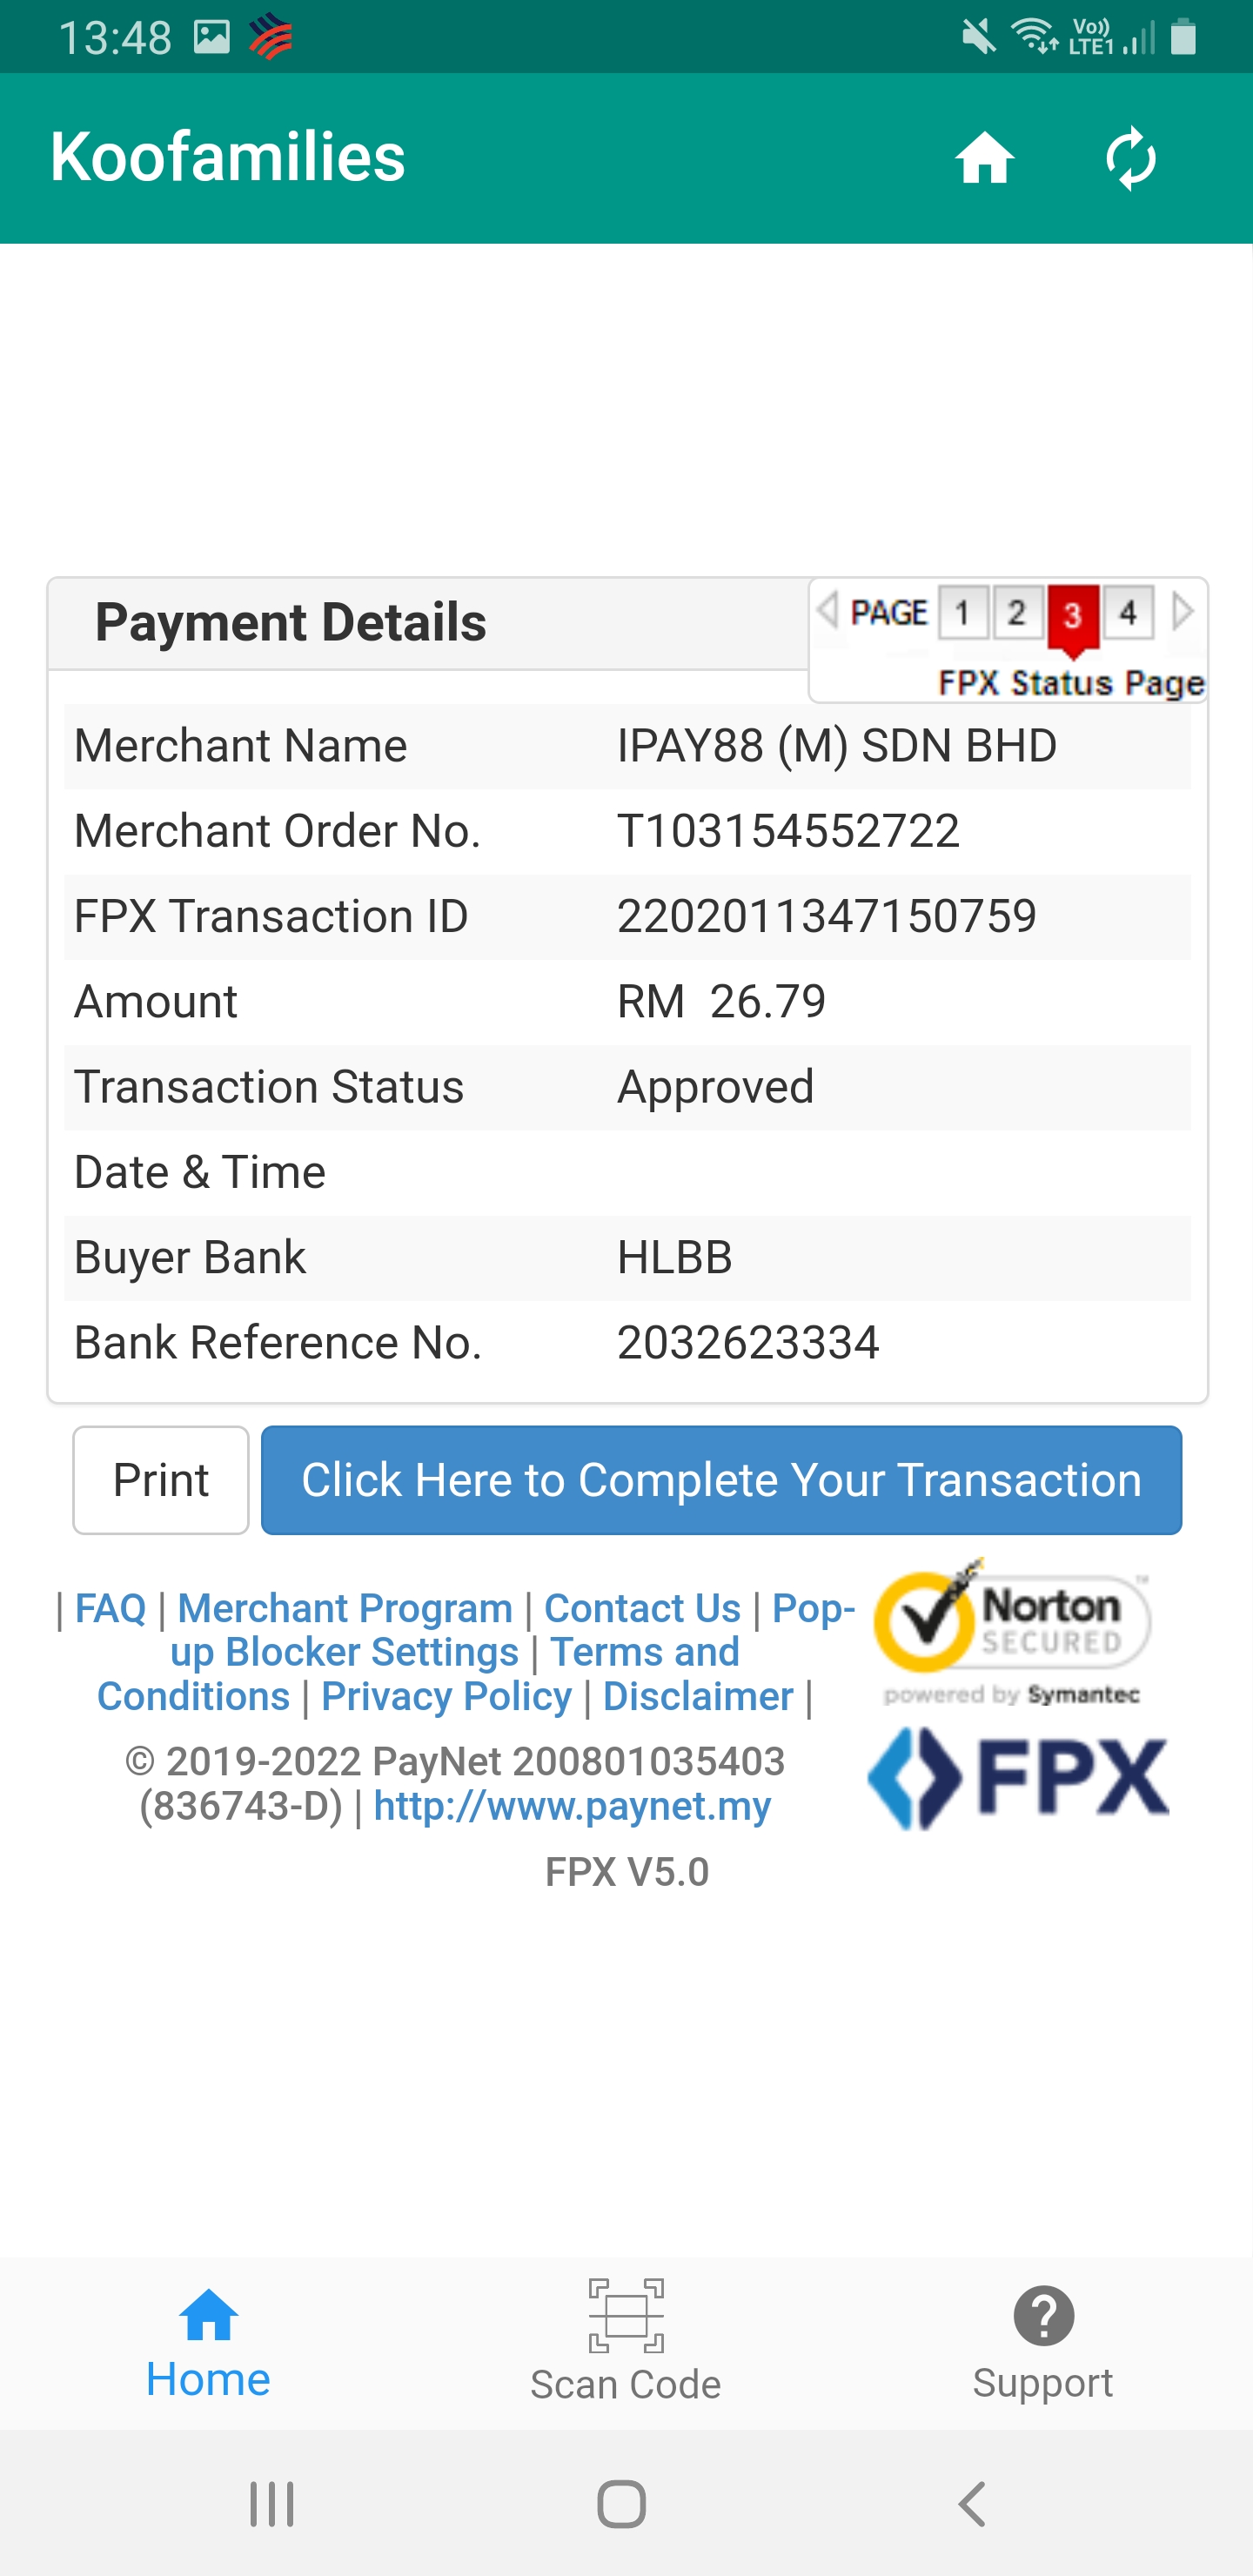 13:48
Vo))
LTE1
Koofamilies
Payment Details
PAGE 1 2 3 4
FPX Status Page
Merchant Name IPAY88 (M) SDN BHD
Merchant Order No. T103154552722
FPX Transaction ID 2202011347150759
Amount RM 26.79
Transaction Status Approved
Date & Time
Buyer Bank HLBB
Bank Reference No. 2032623334
Print Click Here to Complete Your Transaction
| FAQ | Merchant Program | Contact Us | Pop-
up Blocker Settings | Terms and
Conditions | Privacy Policy | Disclaimer |
© 2019-2022 PayNet 200801035403
(836743-D) | http://www.paynet.my
Norton
SECURED
™
powered by Symantec
FPX
FPX V5.0
Home Scan Code Support